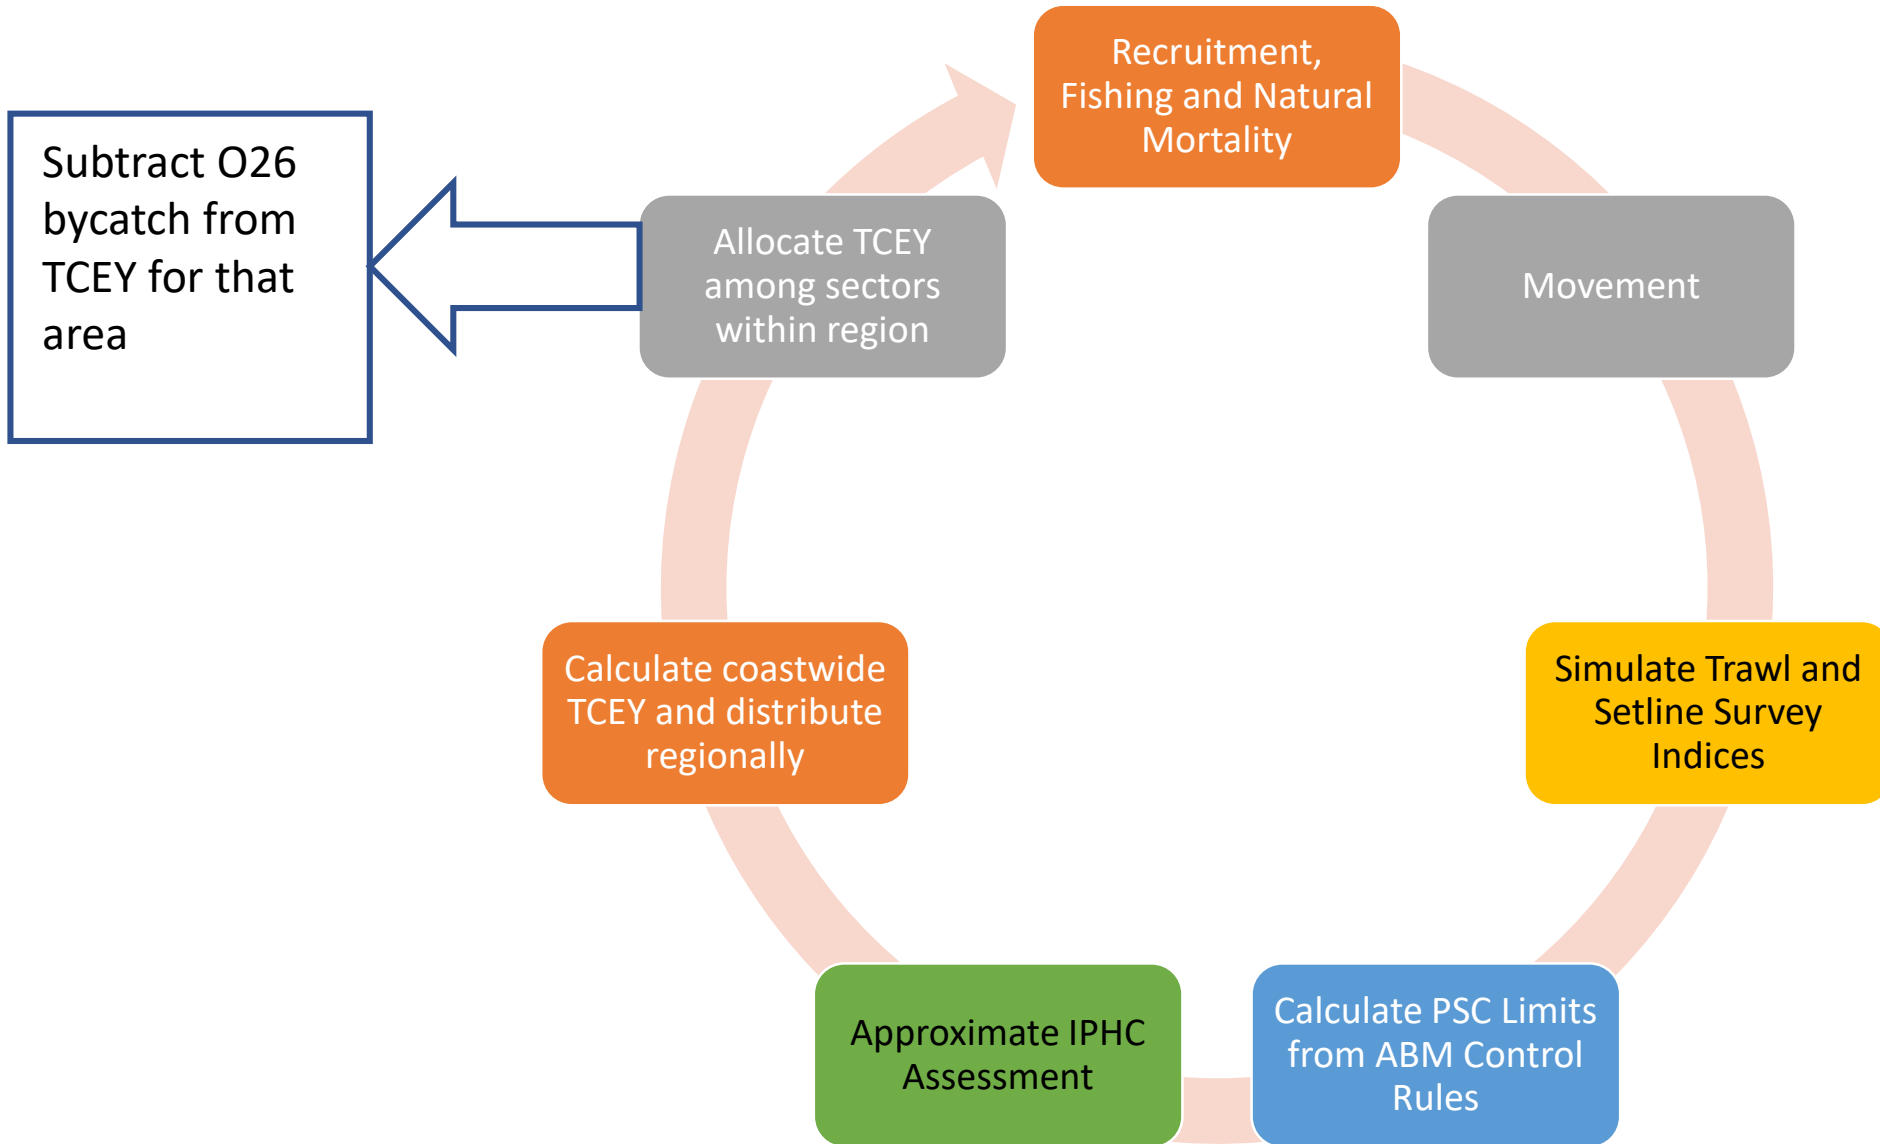 Recruitment,
Fishing and Natural
Mortality
Subtract O26
bycatch from
TCEY for that
area
Allocate TCEY
among sectors
within region
Movement
Calculate coastwide
TCEY and distribute
regionally
Simulate Trawl and
Setline Survey
Indices
Approximate IPHC
Assessment
Calculate PSC Limits
from ABM Control
Rules